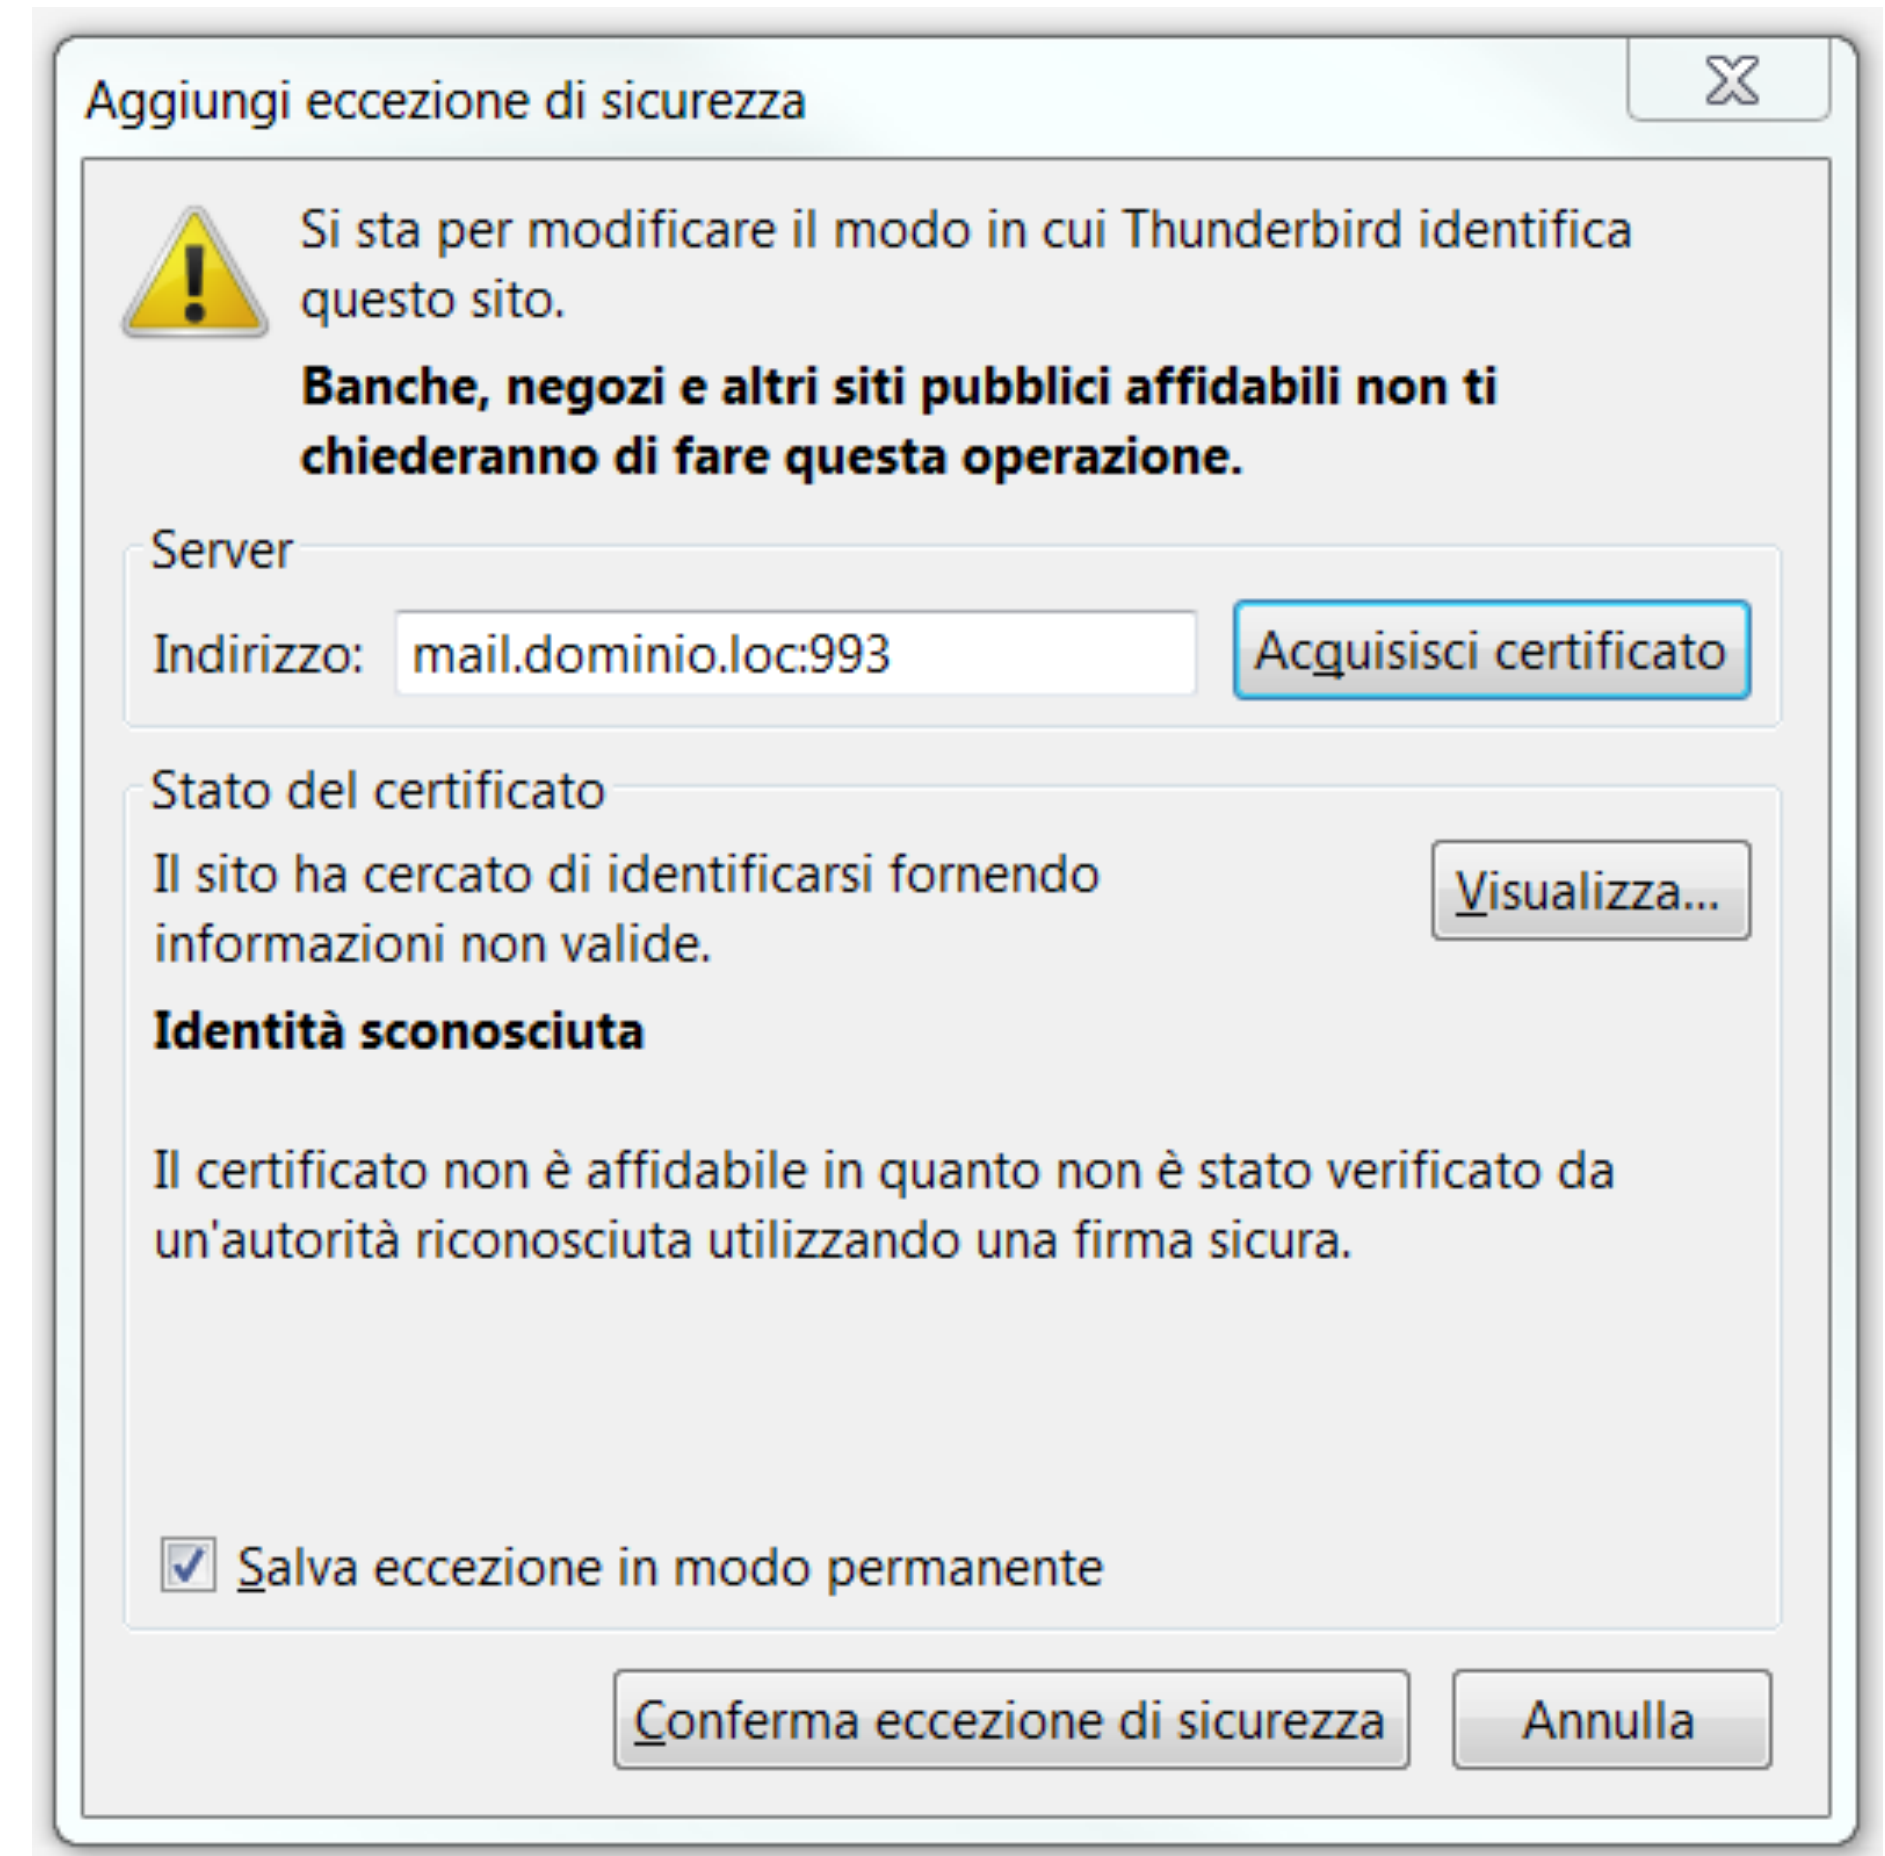 Aggiungi eccezione di sicurezza
Si sta per modificare il modo in cui Thunderbird identifica
questo sito.
Banche, negozi e altri siti pubblici affidabili non ti
chiederanno di fare questa operazione.
Server
Indirizzo: mail.dominio.loc:993 Acquisisci certificato
Stato del certificato
Il sito ha cercato di identificarsi fornendo
informazioni non valide.
Visualizza...
Identità sconosciuta
Il certificato non è affidabile in quanto non è stato verificato da
un'autorità riconosciuta utilizzando una firma sicura.
Salva eccezione in modo permanente
Conferma eccezione di sicurezza Annulla